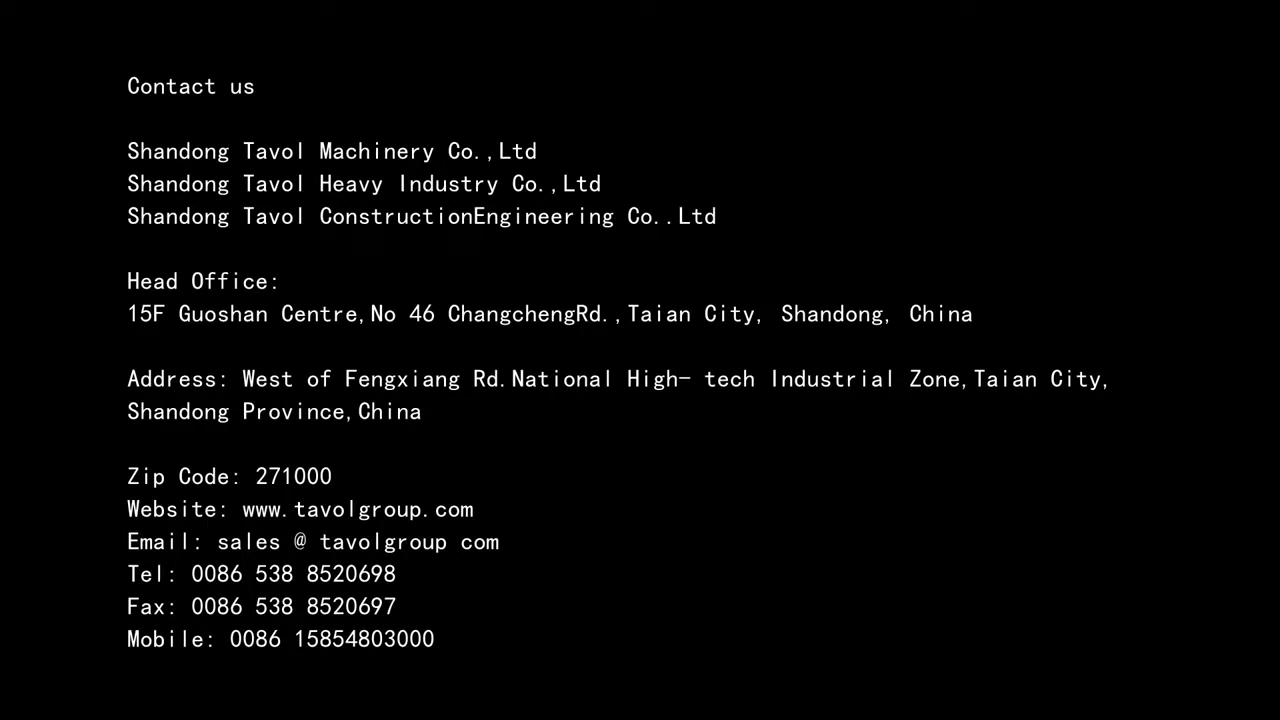 Contact us
Shandong Tavol Machinery Co.,Ltd
Shandong Tavol Heavy Industry Co.,Ltd
Shandong Tavol ConstructionEngineering Co..Ltd
Head Office:
15F Guoshan Centre,No 46 ChangchengRd.,Taian City, Shandong, China
Address: West of Fengxiang Rd.National High- tech Industrial Zone,Taian City,
Shandong Province,China
Zip Code: 271000
Website: www.tavolgroup.com
Email: sales @ tavolgroup com
Tel: 0086 538 8520698
Fax: 0086 538 8520697
Mobile: 0086 15854803000